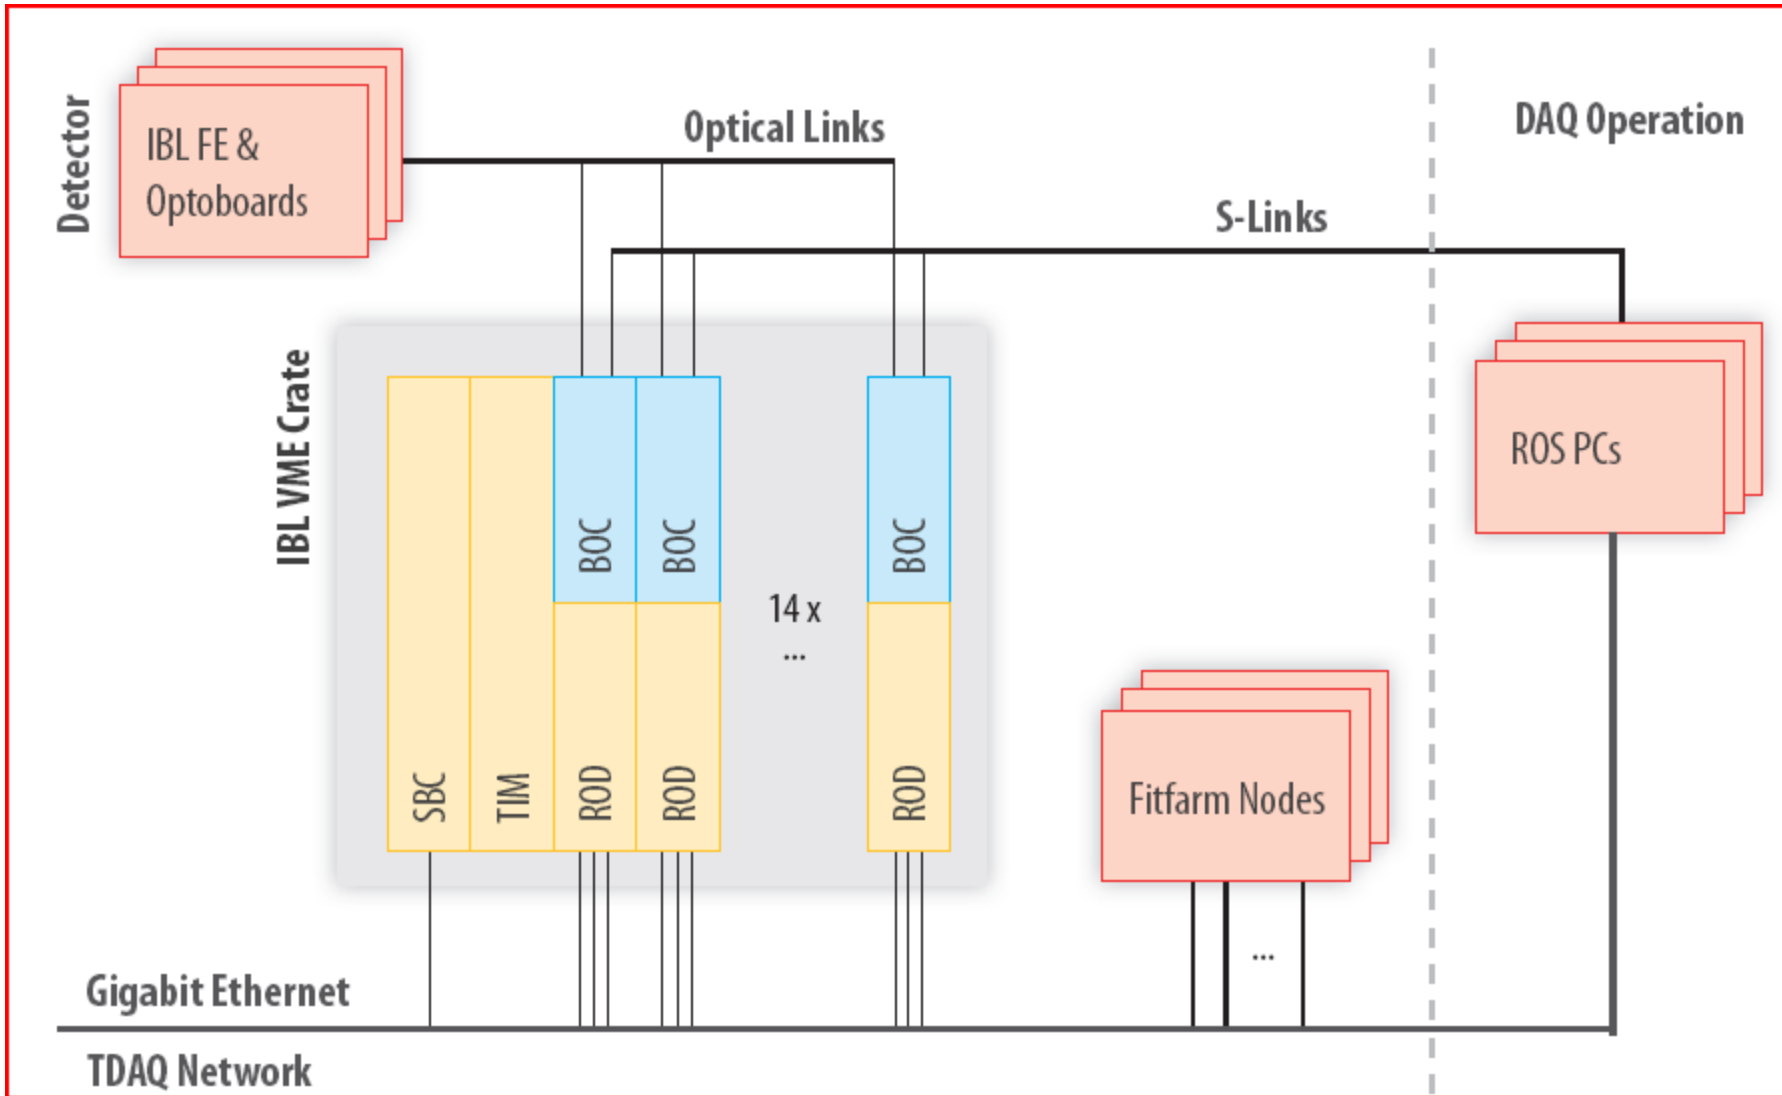 Detector
IBL FE &
Optoboards
Optical Links
DAQ Operation
S-Links
IBL VME Crate
ROS PCs
BOC
BOC
BOC
14 x
...
SBC
TIM
ROD
ROD
ROD
Fitfarm Nodes
...
Gigabit Ethernet
TDAQ Network